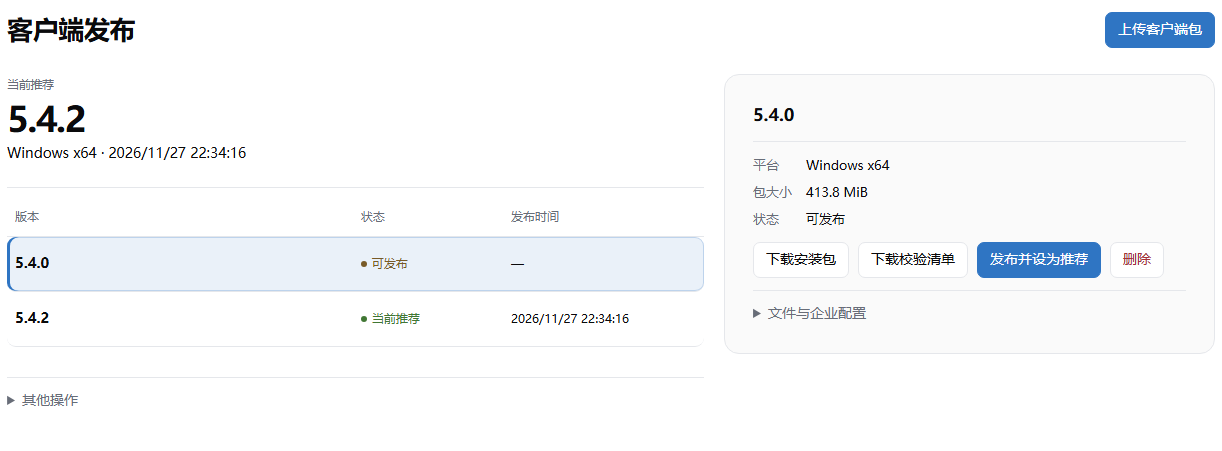 客户端发布
上传客户端包
当前推荐
5.4.2
Windows x64 · 2026/11/27 22:34:16
版本 状态 发布时间
5.4.0 可发布 —
5.4.2 当前推荐 2026/11/27 22:34:16
其他操作
5.4.0
平台 Windows x64
包大小 413.8 MiB
状态 可发布
下载安装包 下载校验清单 发布并设为推荐 删除
文件与企业配置